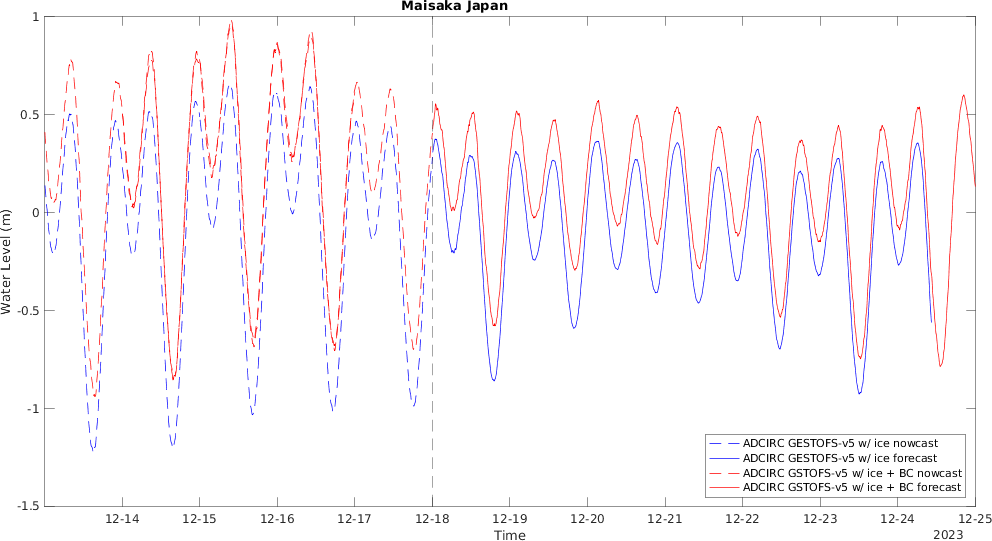 Maisaka Japan
1
0.5
0
-0.5
-1
-1.5
Water Level (m)
12-14 12-15 12-16 12-17 12-18 12-19 12-20 12-21 12-22 12-23 12-24 12-25
Time
2023
ADCIRC GESTOFS-v5 w/ ice nowcast
ADCIRC GESTOFS-v5 w/ ice forecast
ADCIRC GSTOFS-v5 w/ ice + BC nowcast
ADCIRC GSTOFS-v5 w/ ice + BC forecast